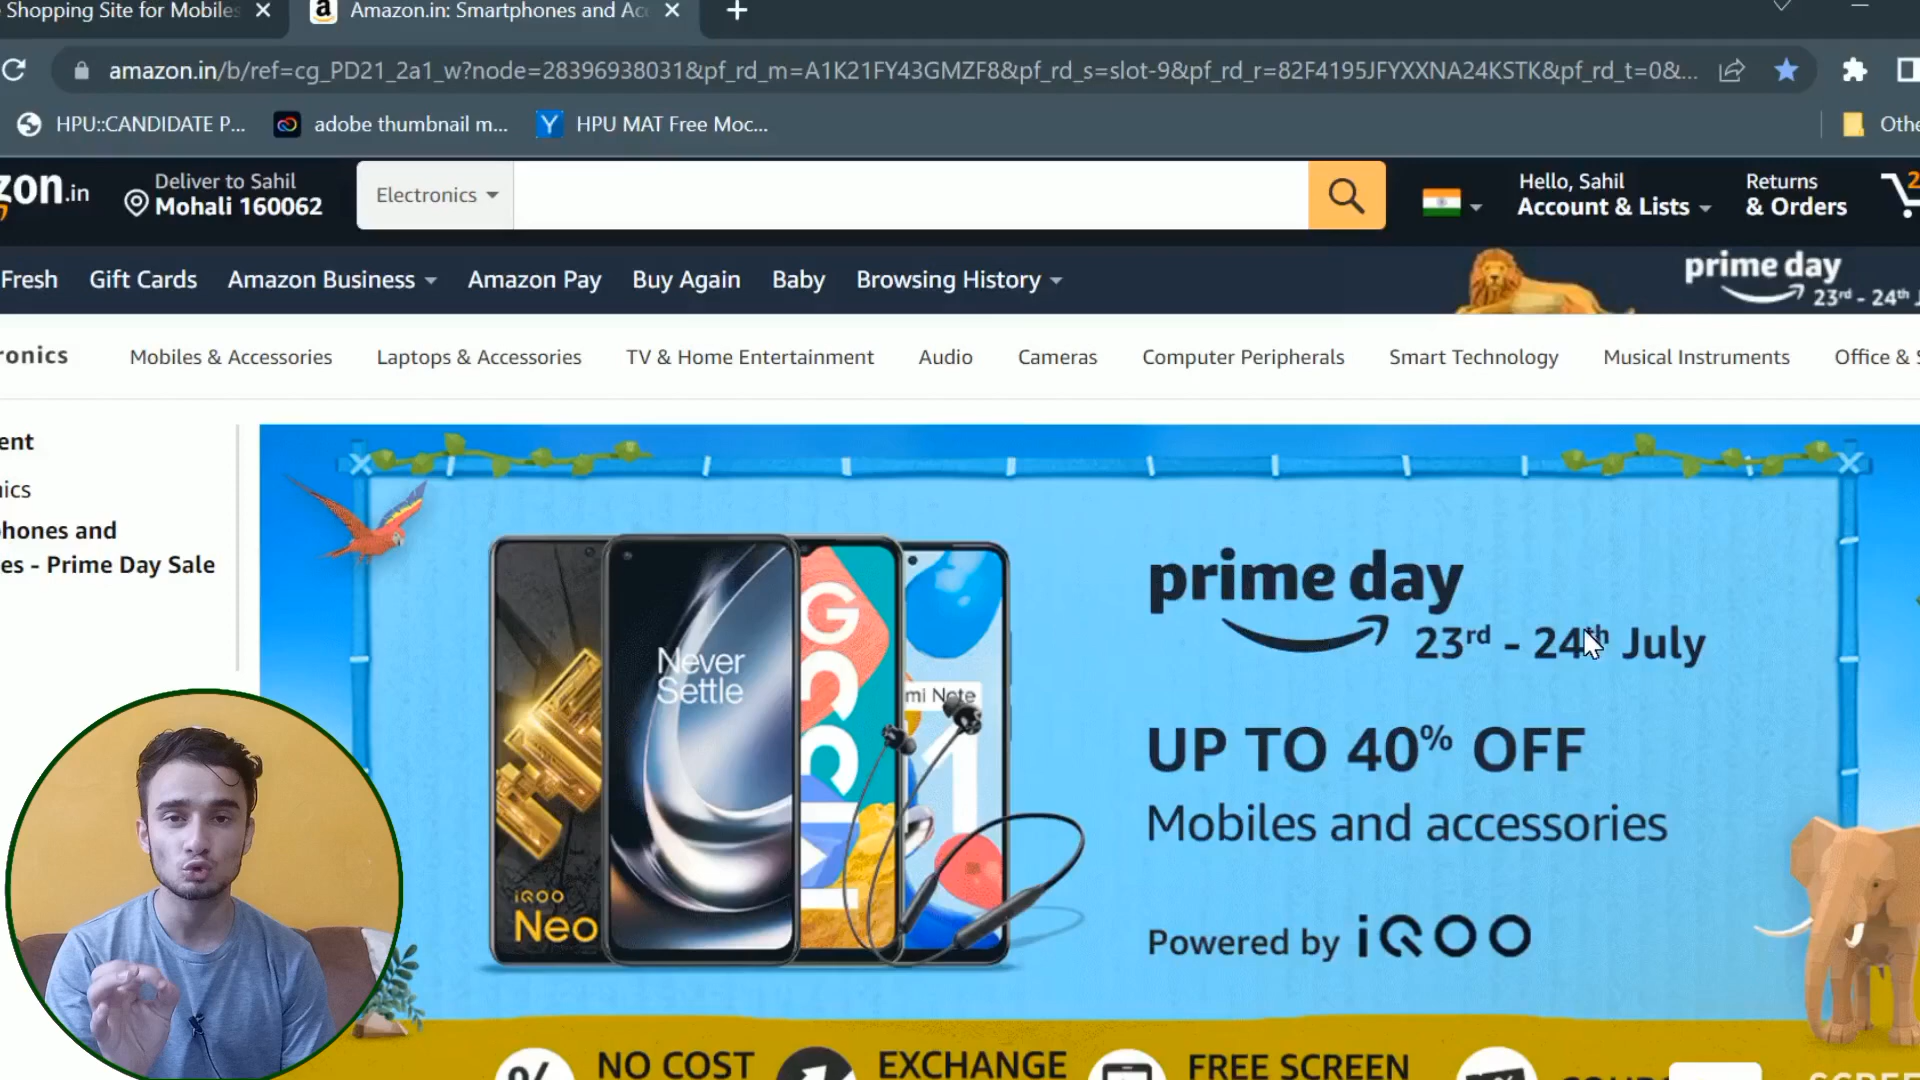 Shopping Site for Mobiles
Amazon.in: Smartphones and Acc
amazon.in/b/ref=cg_PD21_2a1_w?node=28396938031&pf_rd_m=A1K21FY43GMZF8&pf_rd_s=slot-9&pf_rd_r=82F4195JFYXXNA24KSTK&pf_rd_t=0&...
HPU::CANDIDATE P...
adobe thumbnail m...
HPU MAT Free Moc...
Othe
zon.in
Deliver to Sahil
Mohali 160062
Electronics
Hello, Sahil
Account & Lists
Returns
& Orders
2
Fresh
Gift Cards
Amazon Business
Amazon Pay
Buy Again
Baby
Browsing History
prime day
23rd - 24th J
ronics
Mobiles & Accessories
Laptops & Accessories
TV & Home Entertainment
Audio
Cameras
Computer Peripherals
Smart Technology
Musical Instruments
Office & S
ent
nics
phones and
es - Prime Day Sale
Never
Settle
mi Note
11
iQOO
Neo
prime day
23rd - 24th July
UP TO 40% OFF
Mobiles and accessories
Powered by iQOO
NO COST
EXCHANGE
FREE SCREEN